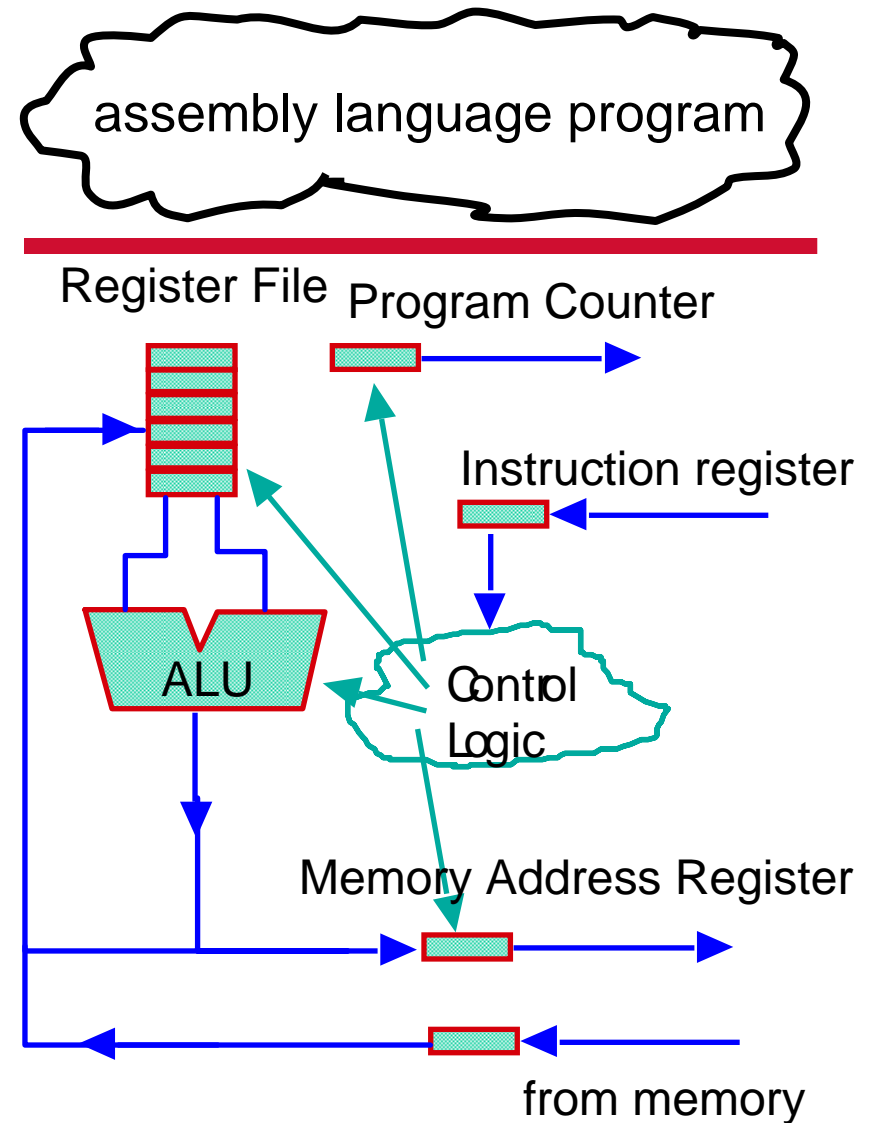 assembly language program
Register File
Program Counter
Instruction register
ALU
Control
Logic
Memory Address Register
from memory